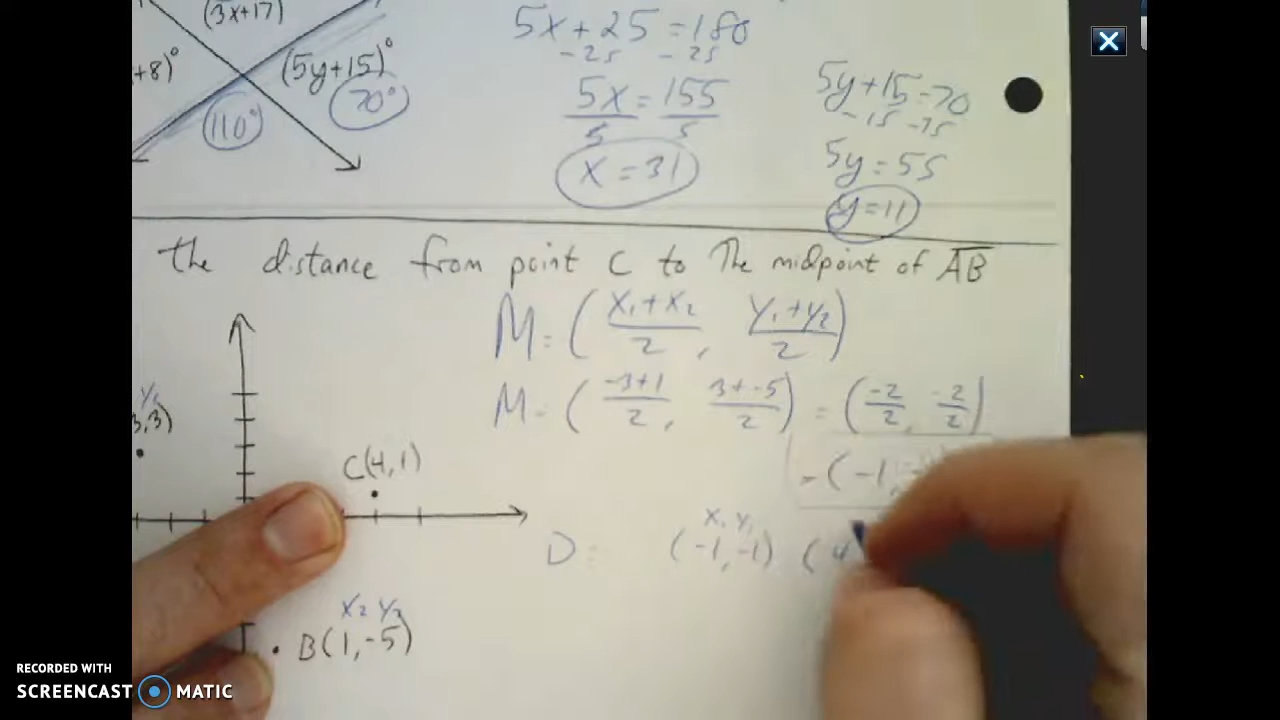 (3x+17)
+8)° (5y+15)°
70°
110°
5x+25=180
-25 -25
5x = 155
5 5
x = 31
5y+15=70
-15 -15
5y = 55
y = 11
the distance from point C to the midpoint of AB
M = ( x₁+x₂ / 2 , y₁+y₂ / 2 )
M = ( -3+1 / 2 , 3+-5 / 2 ) = ( -2/2 , -2/2 )
= (-1,
3,3)
C(4,1)
x₁ y₁
D = (-1,-1) (4
x₂ y₂
B(1,-5)
RECORDED WITH
SCREENCAST MATIC